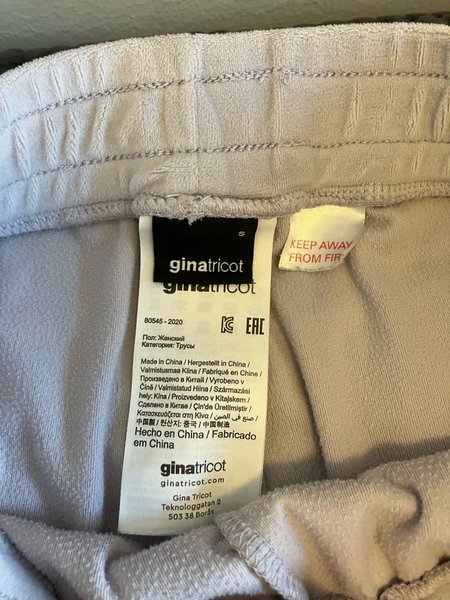 s
ginatricot
KEEP AWAY
FROM FIR
ginatricot
80545 - 2020
EAC
Пол: Женский
Категория: Трусы
Made in China / Hergestellt in China /
Valmistusmaa Kiina / Fabriqué en Chine /
Произведено в Китай / Vyrobeno v
Číně / Valmistatud Hiina / Származási
hely: Kína / Proizvedeno v Kitajskem /
Сделано в Китае / Çin'de Üretilmiştir /
Κατασκευάζεται στη Κίνα / صنع في الصين /
中国製 / 원산지: 중국 / 中国制造
Hecho en China / Fabricado
em China
ginatricot
ginatricot.com
Gina Tricot
Teknologgatan 2
503 38 Borås